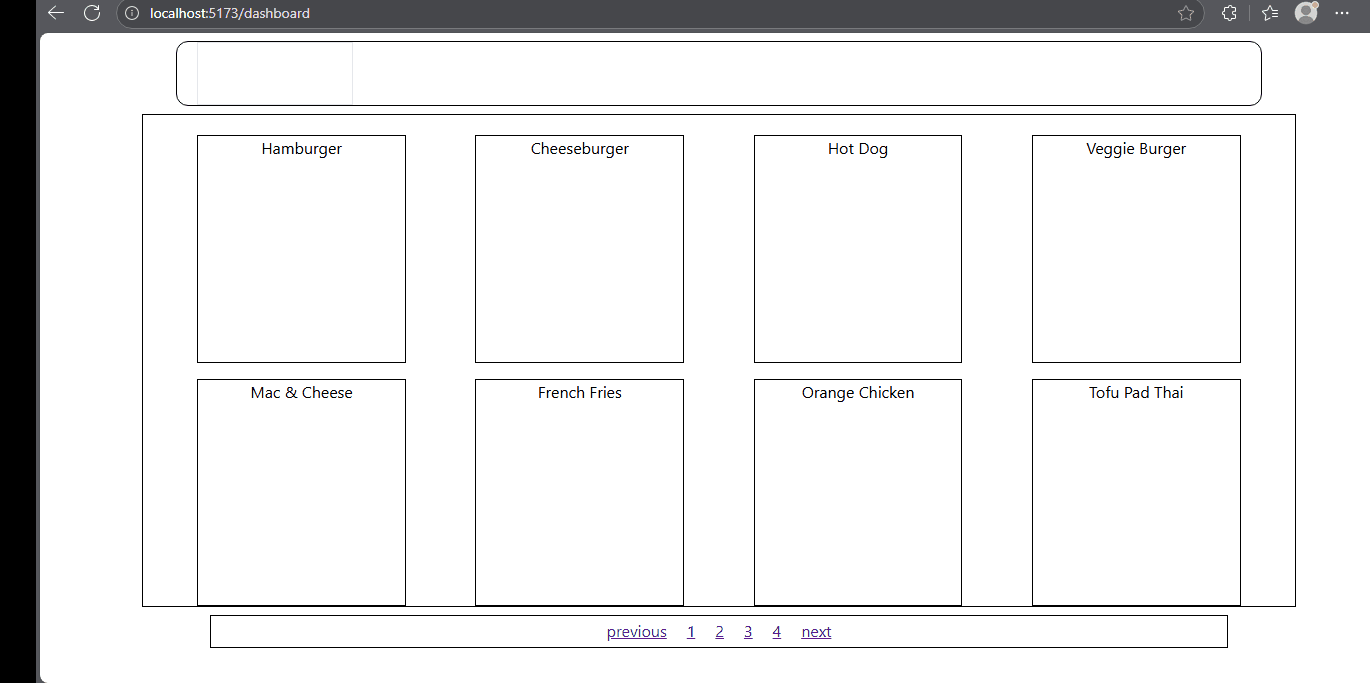 localhost:5173/dashboard
Hamburger Cheeseburger Hot Dog Veggie Burger
Mac & Cheese French Fries Orange Chicken Tofu Pad Thai
previous 1 2 3 4 next